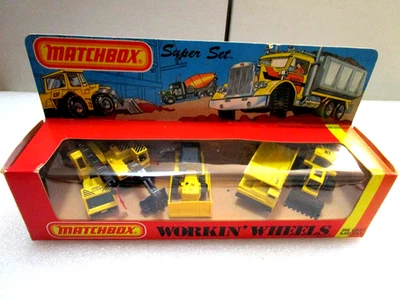 MATCHBOX
Super Set
MATCHBOX
WORKIN' WHEELS